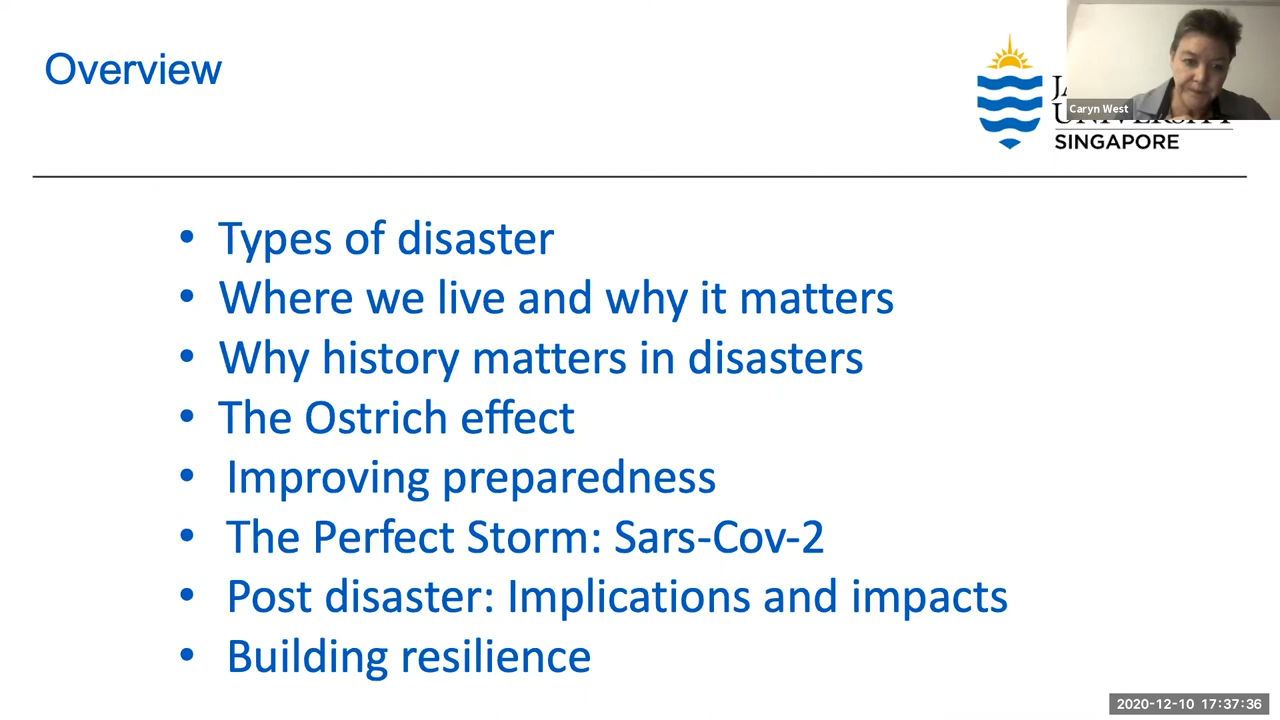 Overview
Caryn West
SINGAPORE
• Types of disaster
• Where we live and why it matters
• Why history matters in disasters
• The Ostrich effect
• Improving preparedness
• The Perfect Storm: Sars-Cov-2
• Post disaster: Implications and impacts
• Building resilience
2020-12-10 17:37:36